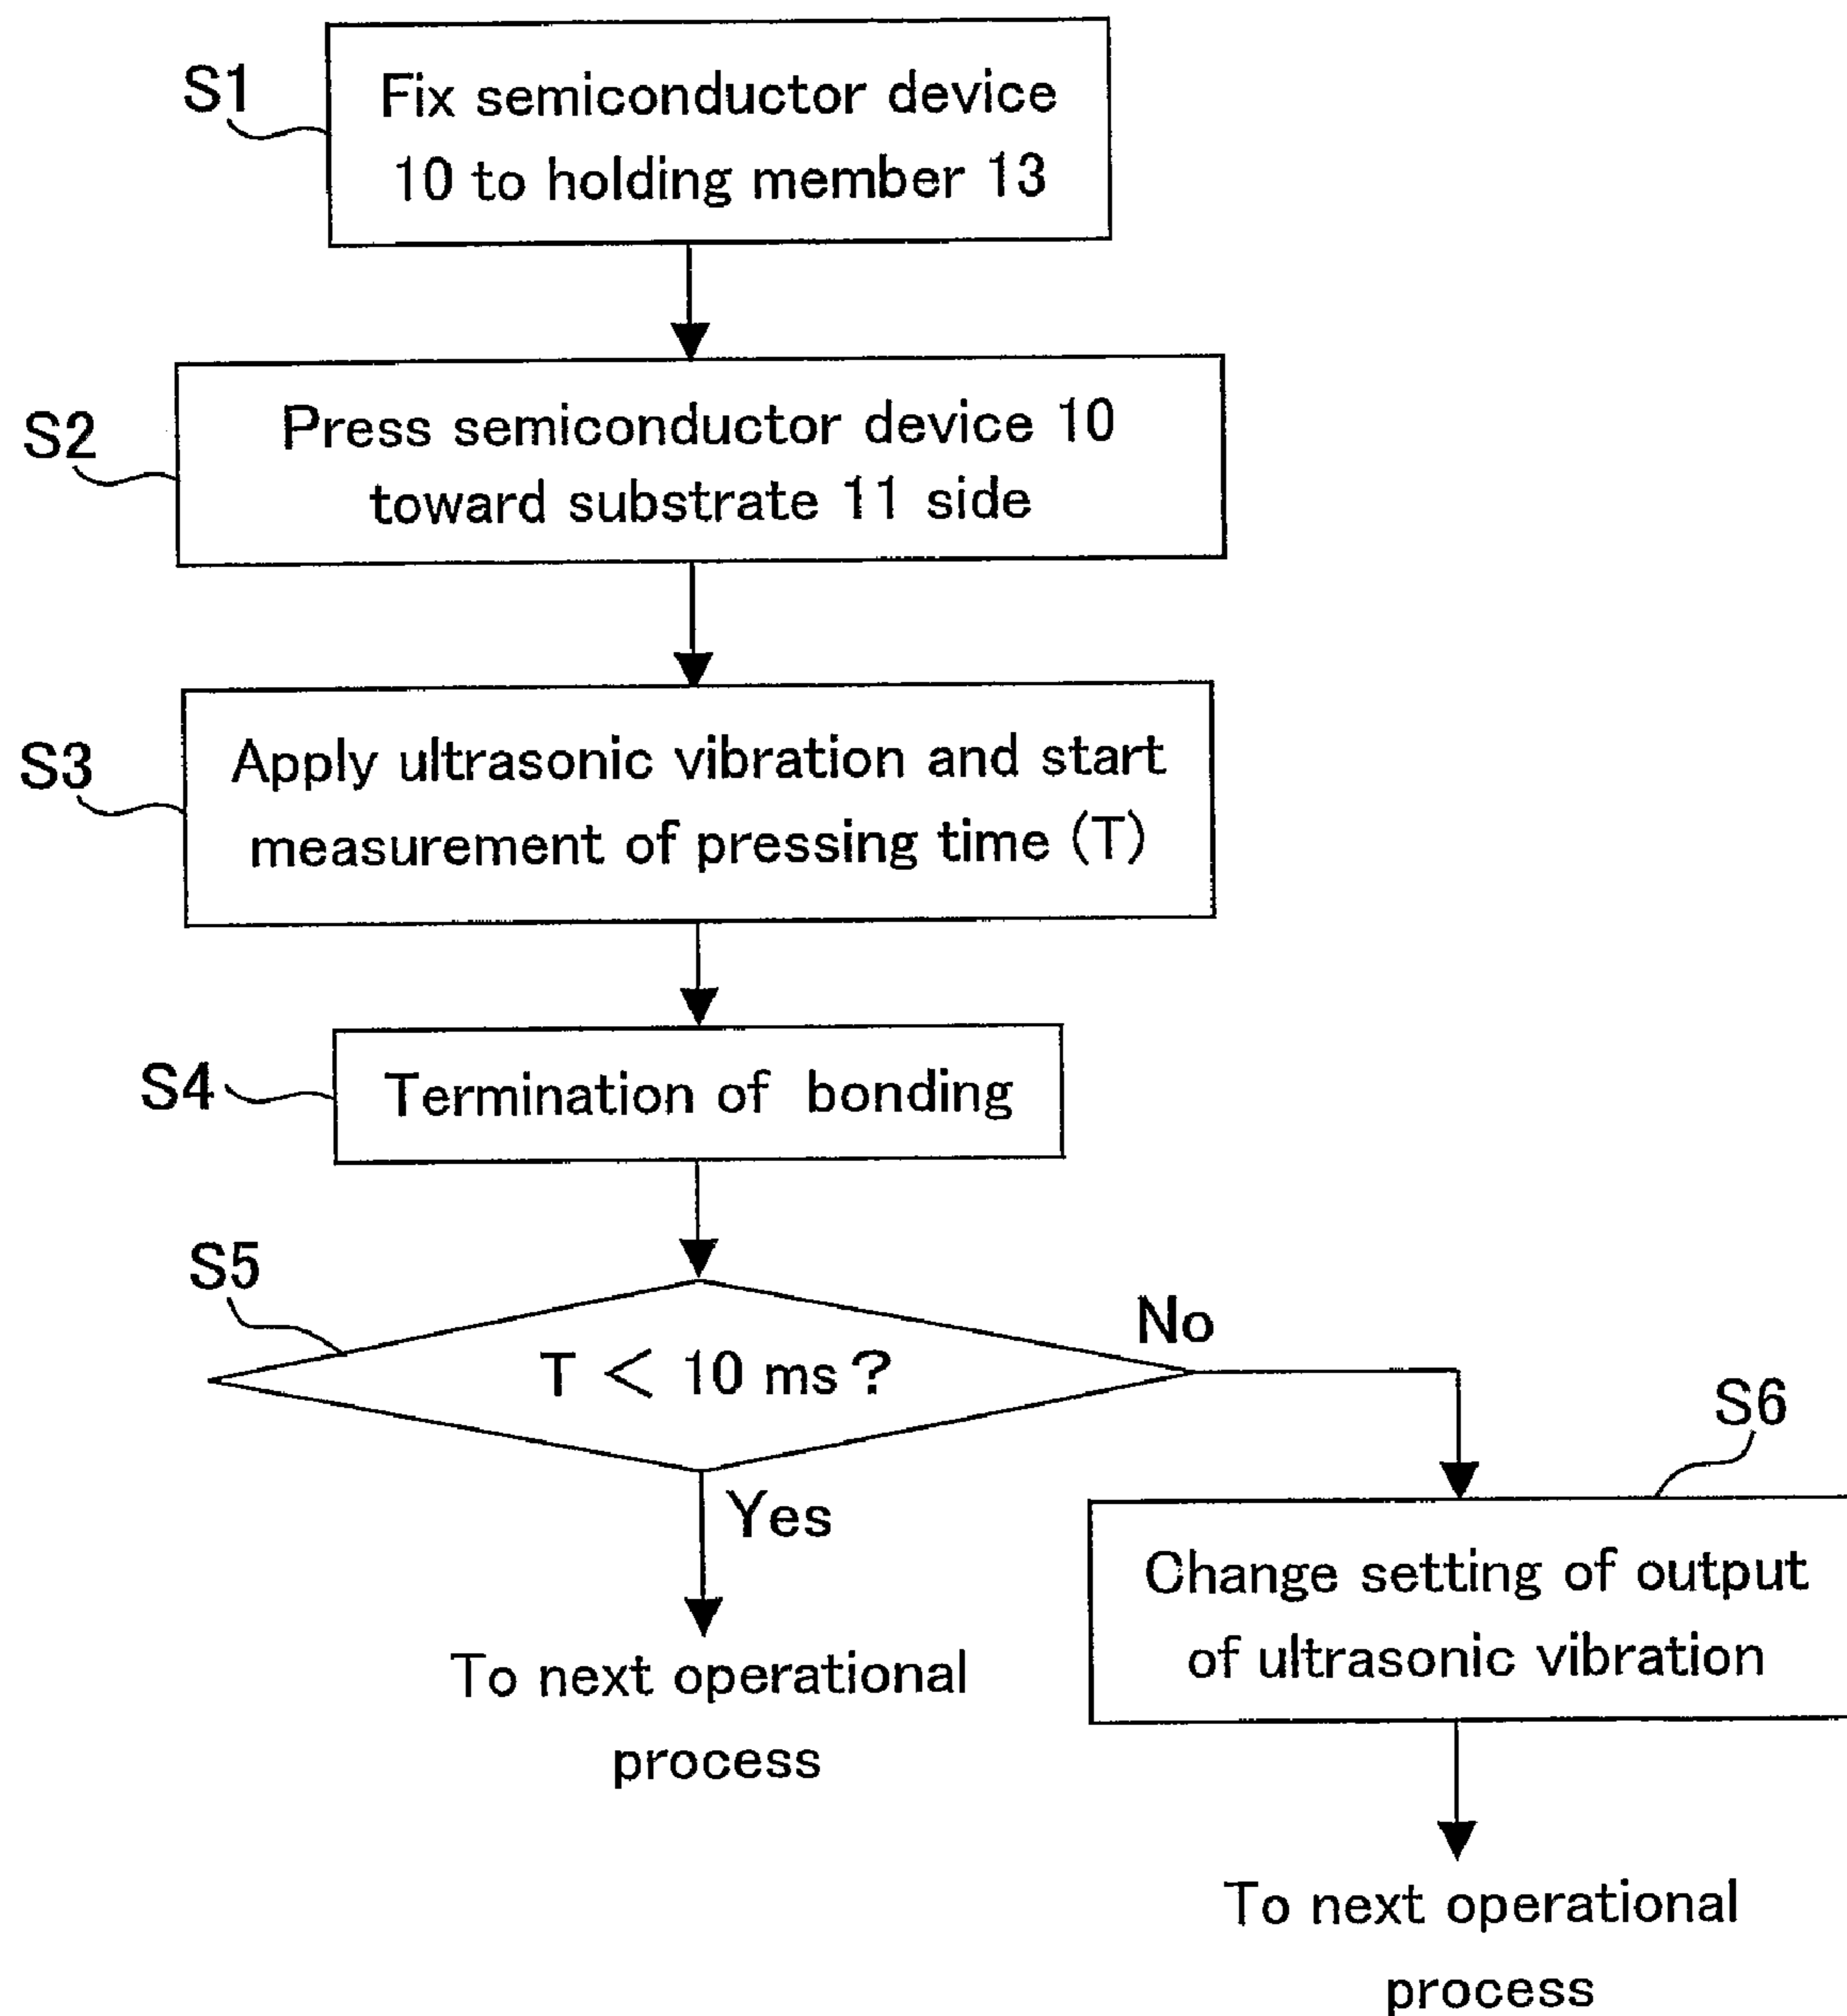 S1
Fix semiconductor device
10 to holding member 13
S2
Press semiconductor device 10
toward substrate 11 side
S3
Apply ultrasonic vibration and start
measurement of pressing time (T)
S4
Termination of bonding
S5
T < 10 ms ?
No
Yes
To next operational
process
S6
Change setting of output
of ultrasonic vibration
To next operational
process